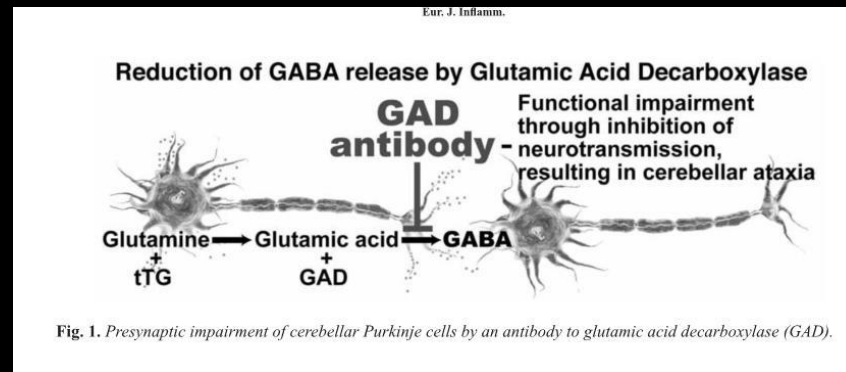 Eur. J. Inflamm.
Reduction of GABA release by Glutamic Acid Decarboxylase
GAD
antibody
- Functional impairment
through inhibition of
neurotransmission,
resulting in cerebellar ataxia
Glutamine → Glutamic acid → GABA
+ +
tTG GAD
Fig. 1. Presynaptic impairment of cerebellar Purkinje cells by an antibody to glutamic acid decarboxylase (GAD).